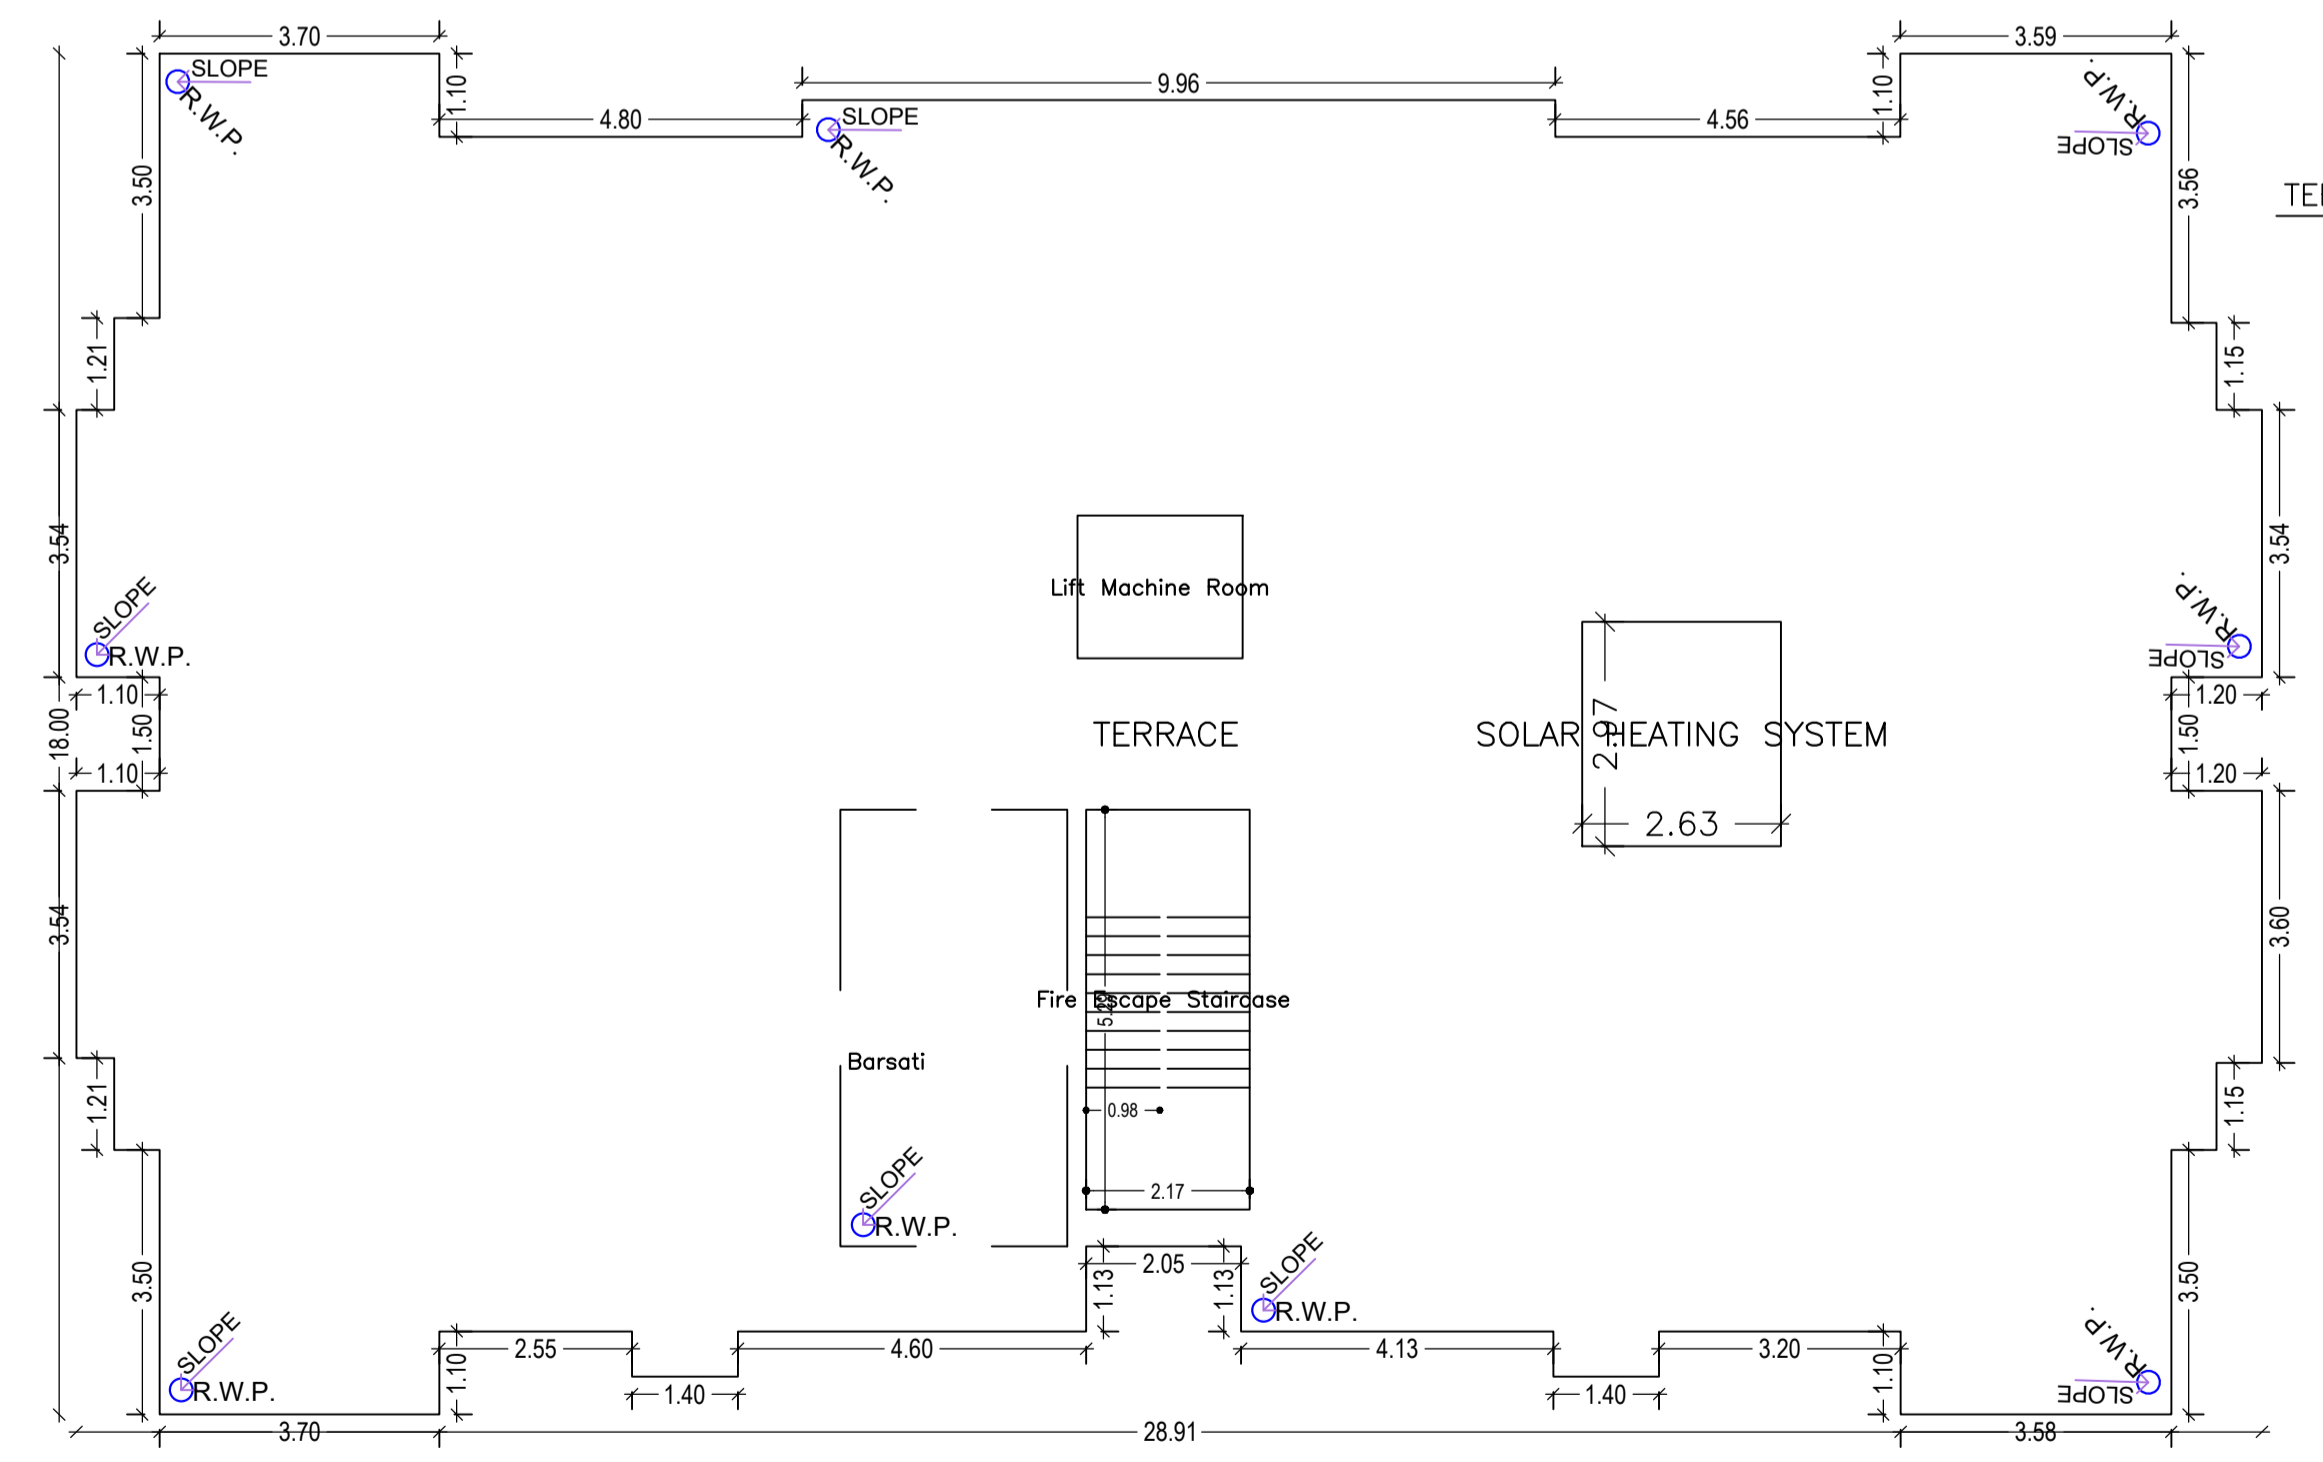 3.70
3.59
SLOPE
R.W.P.
1.10
9.96
4.80
SLOPE
R.W.P.
4.56
1.10
R.W.P.
SLOPE
3.50
3.56
1.21
1.15
3.54
3.54
Lift Machine Room
SLOPE
R.W.P.
R.W.P.
SLOPE
1.10
1.20
18.00
1.50
TERRACE
SOLAR HEATING SYSTEM
2.97
1.50
1.10
1.20
2.63
3.54
3.60
Fire Escape Staircase
Barsati
1.21
0.98
1.15
SLOPE
R.W.P.
2.17
2.05
1.13
1.13
SLOPE
R.W.P.
3.50
3.50
SLOPE
R.W.P.
1.10
2.55
4.60
4.13
3.20
1.10
R.W.P.
SLOPE
1.40
1.40
3.70
28.91
3.58